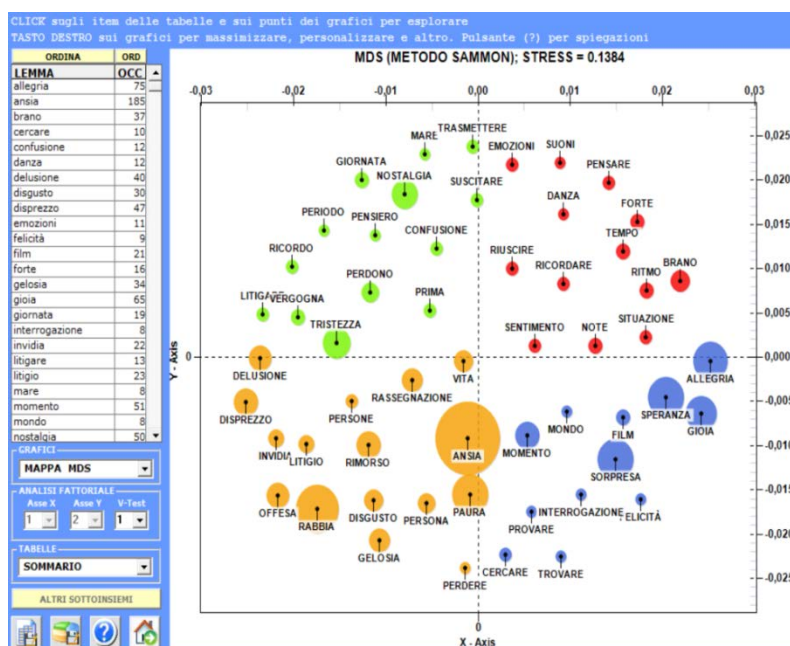 CLICK sugli item delle tabelle e sui punti dei grafici per esplorare
TASTO DESTRO sui grafici per massimizzare, personalizzare e altro. Pulsante (?) per spiegazioni
ORDINA ORD
LEMMA OCC
allegria 75
ansia 185
brano 37
cercare 10
confusione 12
danza 12
delusione 40
disgusto 30
disprezzo 47
emozioni 11
felicità 9
film 21
forte 16
gelosia 34
gioia 65
giornata 19
interrogazione 8
invidia 22
litigare 13
litigio 23
mare 8
momento 51
mondo 8
nostalgia 50
GRAFICI
MAPPA MDS
ANALISI FATTORIALE
Asse X Asse Y V-Test
1 2 1
TABELLE
SOMMARIO
ALTRI SOTTOINSIEMI
MDS (METODO SAMMON); STRESS = 0.1384
-0,03 -0,02 -0,01 0,00 0,01 0,02 0,03
TRASMETTERE
MARE EMOZIONI SUONI
0,025
GIORNATA NOSTALGIA SUSCITARE PENSARE
0,020
DANZA FORTE
PERIODO PENSIERO CONFUSIONE TEMPO
0,015
RICORDO PERDONO RIUSCIRE RICORDARE RITMO BRANO
0,010
LITIGARE VERGOGNA PRIMA
0,005
TRISTEZZA SENTIMENTO NOTE SITUAZIONE
0 0,000
DELUSIONE RASSEGNAZIONE VITA ALLEGRIA
DISPREZZO PERSONE MONDO FILM SPERANZA GIOIA
-0,005
INVIDIA LITIGIO RIMORSO ANSIA MOMENTO SORPRESA
-0,010
OFFESA RABBIA DISGUSTO PERSONA PAURA PROVARE INTERROGAZIONE FELICITÀ
-0,015
GELOSIA
-0,020
PERDERE CERCARE TROVARE
-0,025
0
Y - Axis
X - Axis